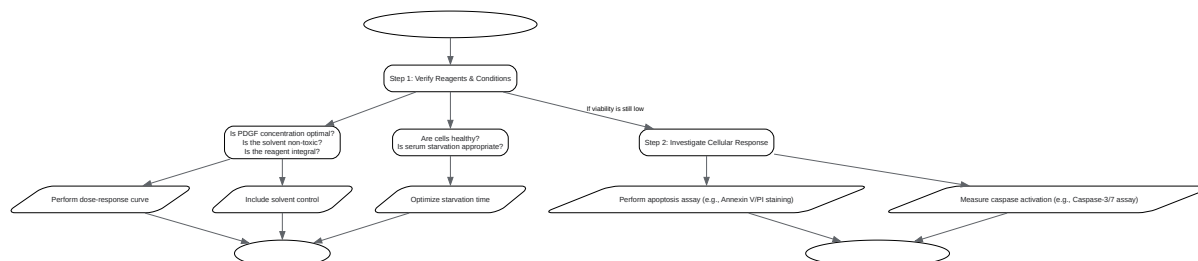 Step 1: Verify Reagents & Conditions
If viability is still low
Is PDGF concentration optimal?
Is the solvent non-toxic?
Is the reagent integral?
Are cells healthy?
Is serum starvation appropriate?
Step 2: Investigate Cellular Response
Perform dose-response curve
Include solvent control
Optimize starvation time
Perform apoptosis assay (e.g., Annexin V/PI staining)
Measure caspase activation (e.g., Caspase-3/7 assay)